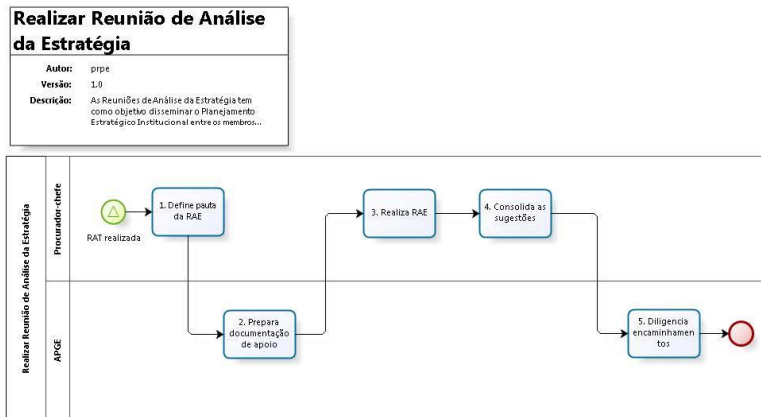 Realizar Reunião de Análise
da Estratégia
Autor: prpe
Versão: 1.0
Descrição: As Reuniões de Análise da Estratégia tem
como objetivo disseminar o Planejamento
Estratégico Institucional entre os membros...
Realizar Reunião de Análise da Estratégia
Procurador-chefe
RAT realizada
1. Define pauta
da RAE
3. Realiza RAE
4. Consolida as
sugestões
APGE
2. Prepara
documentação
de apoio
5. Diligencia
encaminhamen
tos